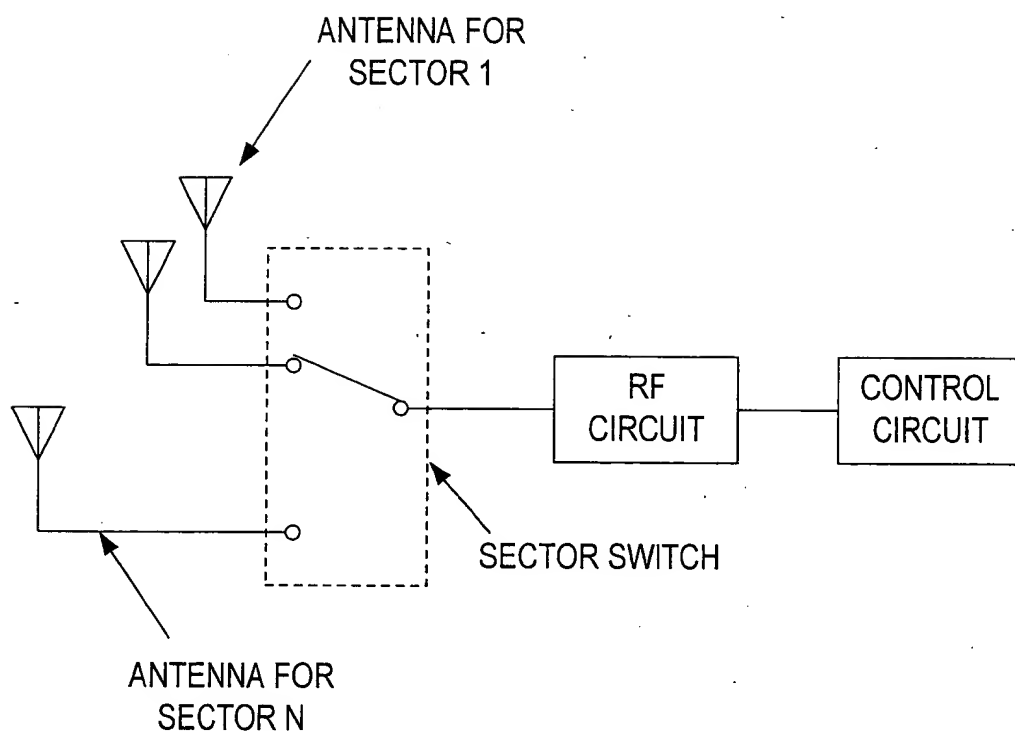 ANTENNA FOR
SECTOR 1
RF
CIRCUIT
CONTROL
CIRCUIT
SECTOR SWITCH
ANTENNA FOR
SECTOR N